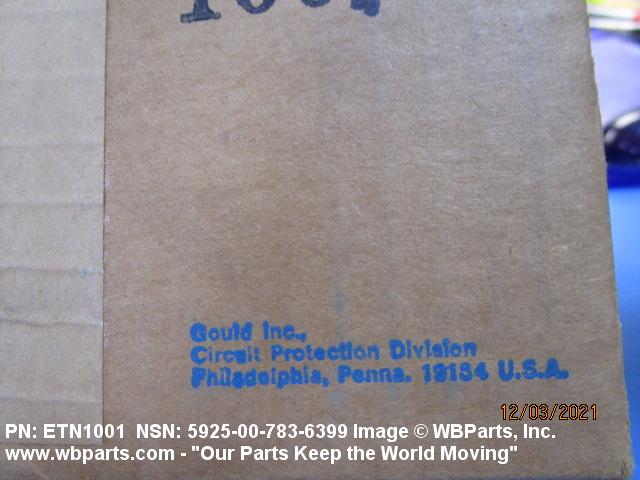 Gould Inc.,
Circuit Protection Division
Philadelphia, Penna. 19154 U.S.A.
12/03/2021
PN: ETN1001 NSN: 5925-00-783-6399 Image © WBParts, Inc.
www.wbparts.com - "Our Parts Keep the World Moving"